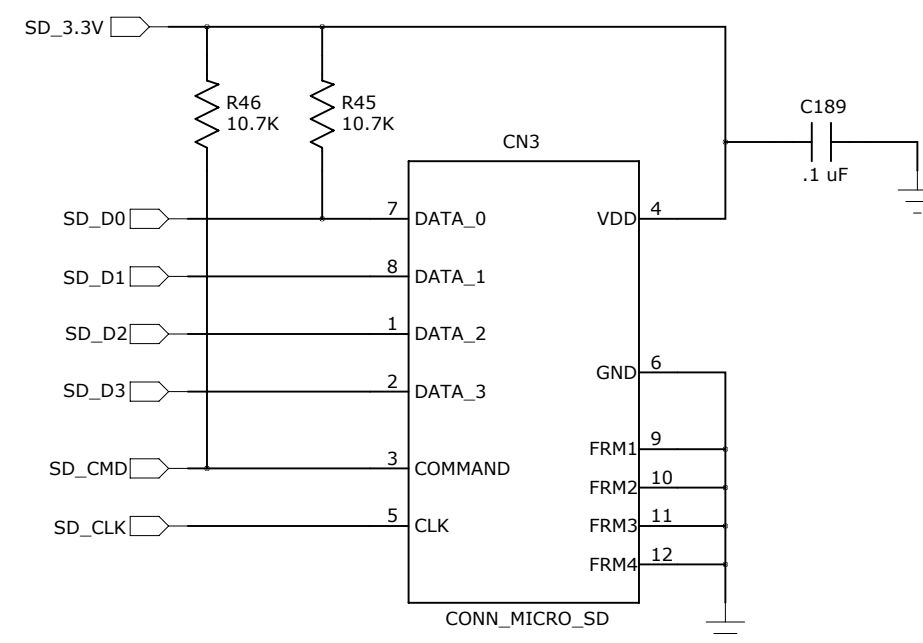 SD_3.3V
R46
10.7K
R45
10.7K
C189
.1 uF
CN3
SD_D0
7
DATA_0
VDD
4
SD_D1
8
DATA_1
SD_D2
1
DATA_2
SD_D3
2
DATA_3
GND
6
FRM1
9
SD_CMD
3
COMMAND
FRM2
10
SD_CLK
5
CLK
FRM3
11
FRM4
12
CONN_MICRO_SD